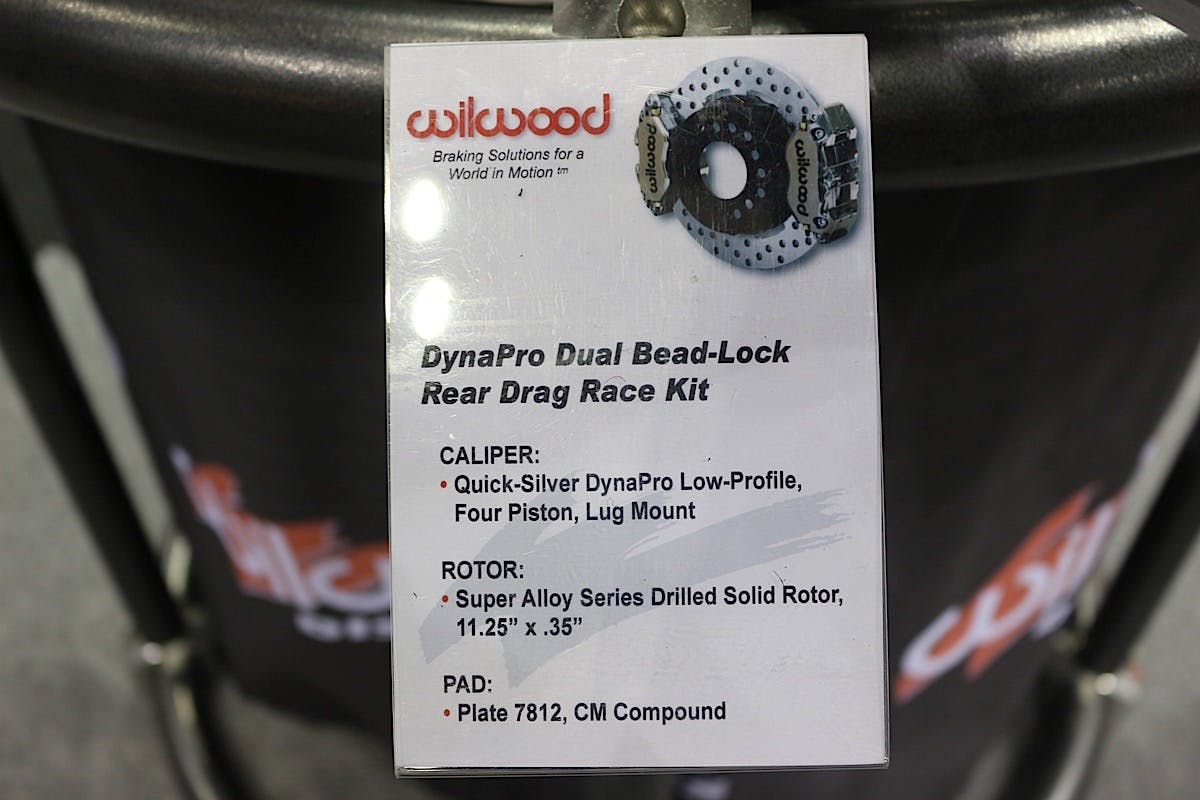 wilwood
Braking Solutions for a
World in Motion ™
wilwood
wilwood
DynaPro Dual Bead-Lock
Rear Drag Race Kit
CALIPER:
• Quick-Silver DynaPro Low-Profile,
Four Piston, Lug Mount
ROTOR:
• Super Alloy Series Drilled Solid Rotor,
11.25” x .35”
PAD:
• Plate 7812, CM Compound